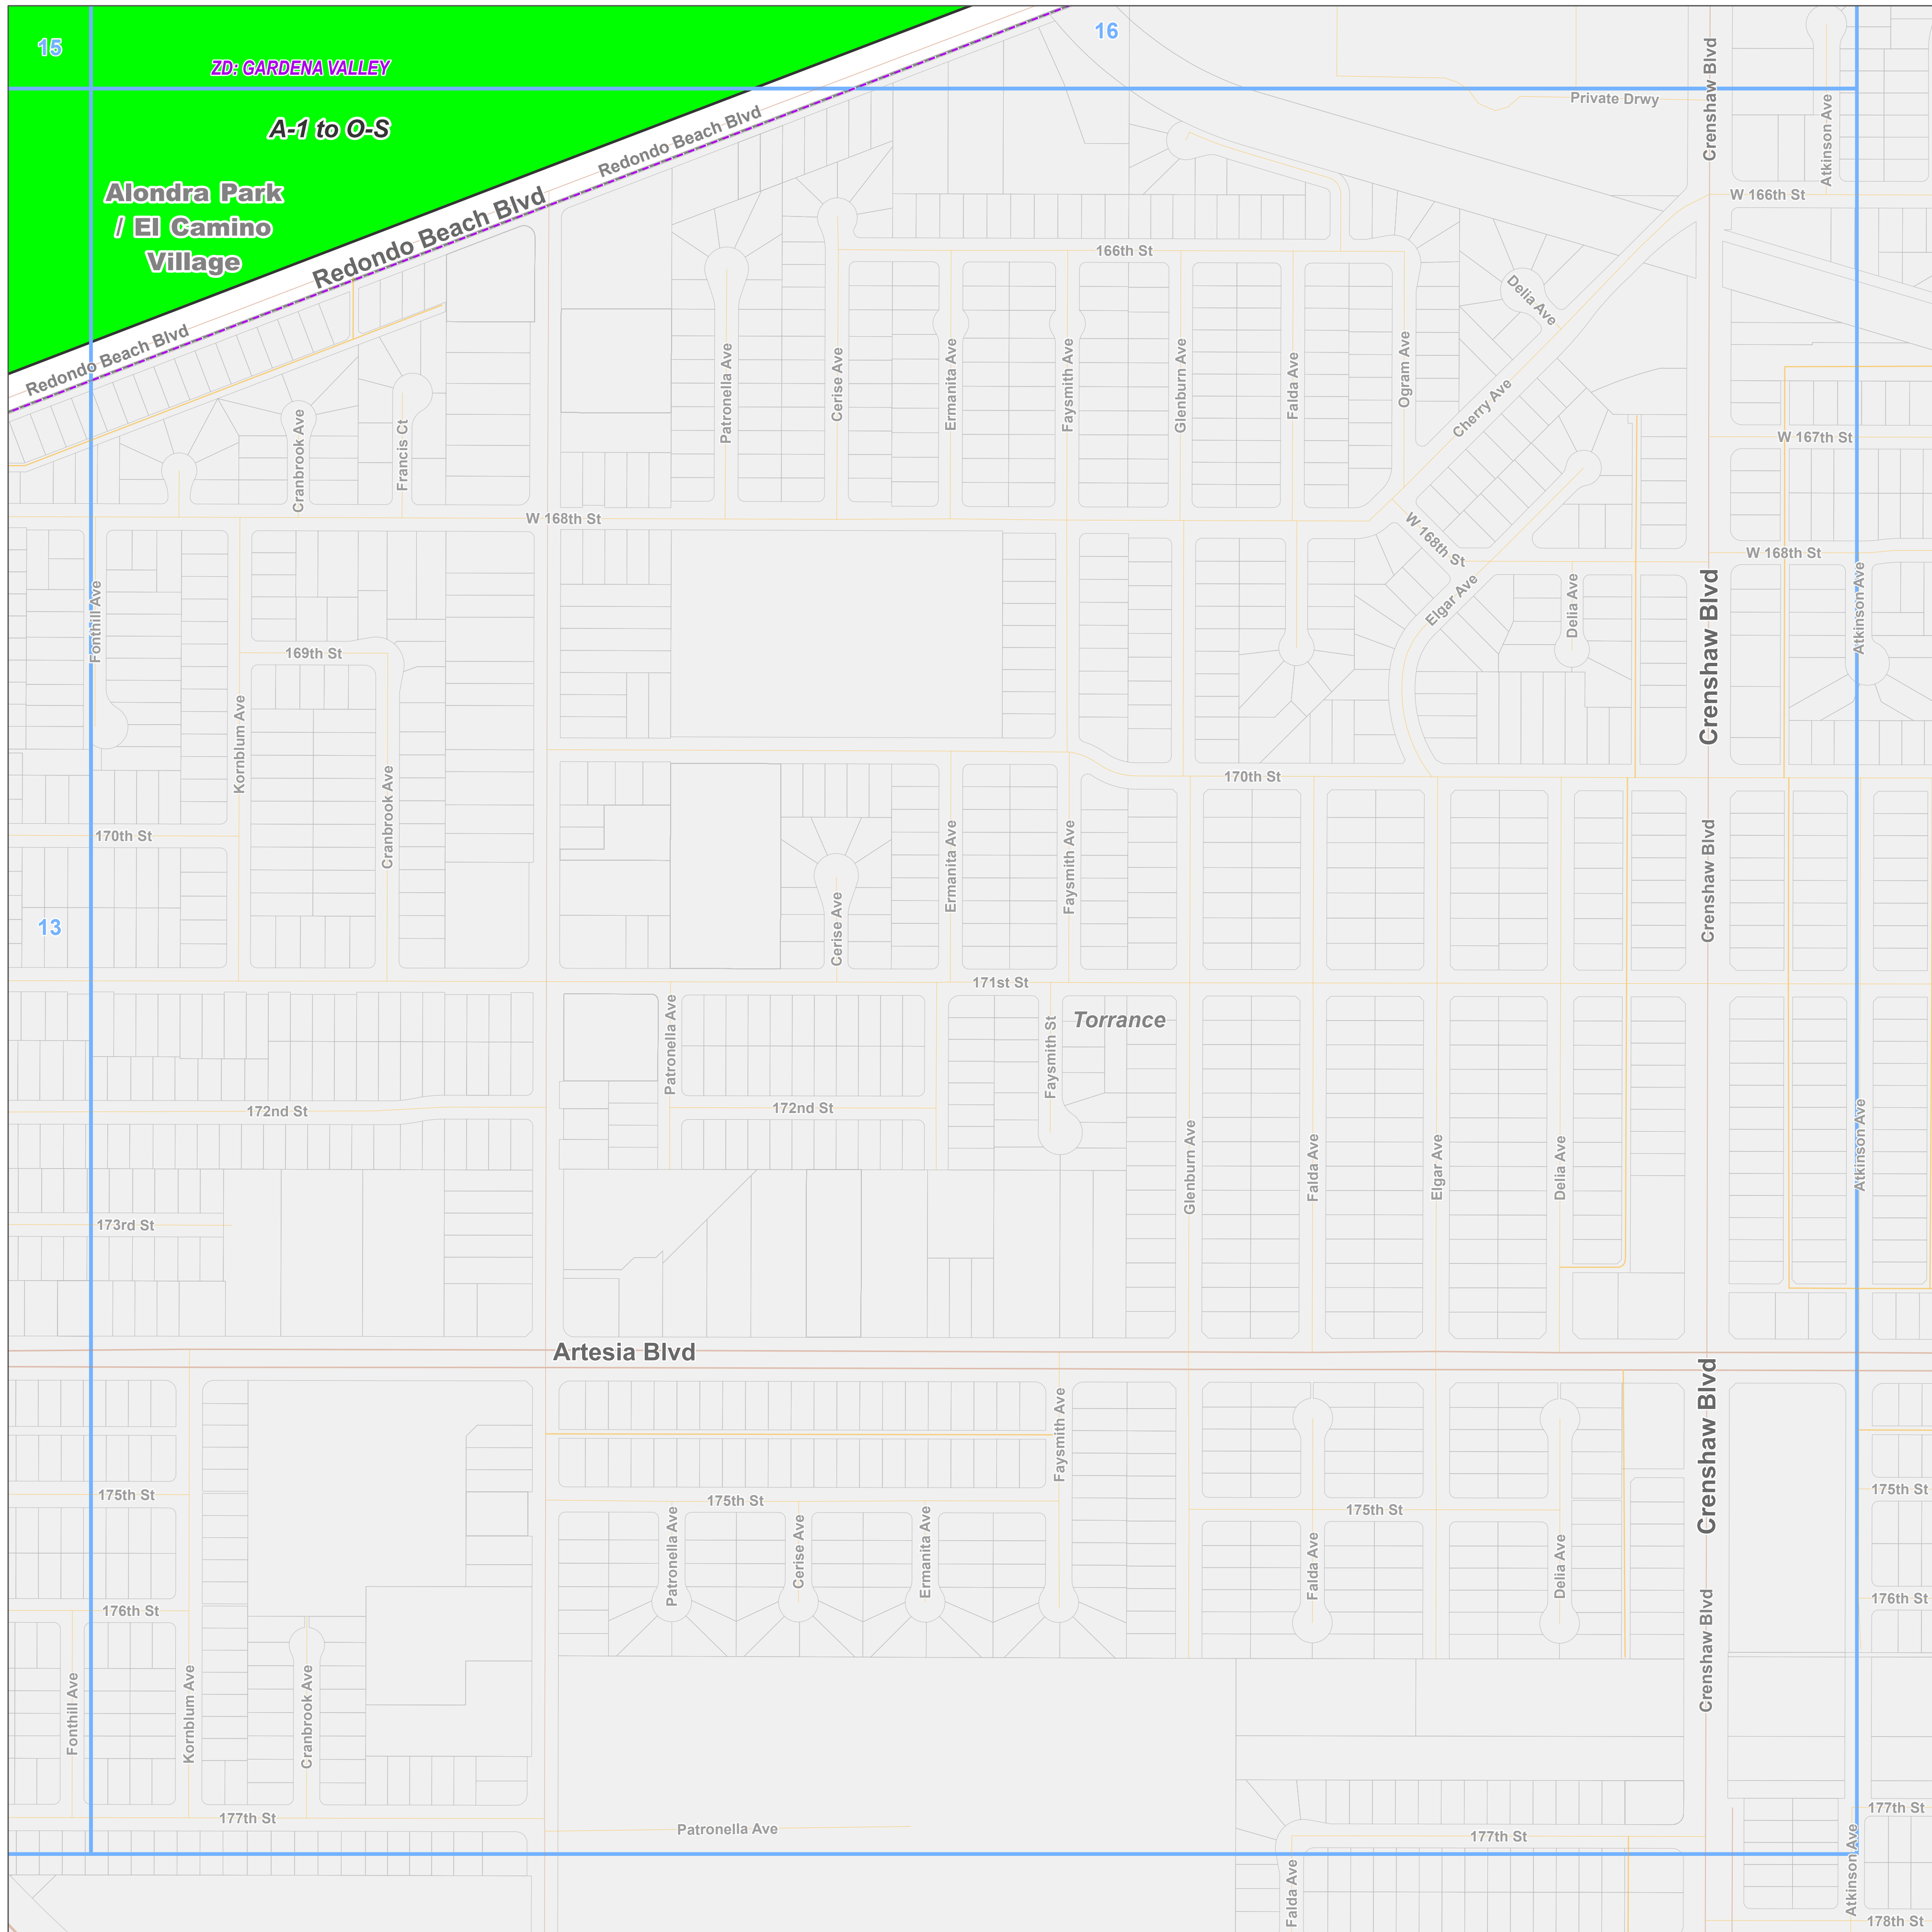 15
16
ZD: GARDENA VALLEY
A-1 to O-S
Alondra Park
/ El Camino
Village
Redondo Beach Blvd
Redondo Beach Blvd
Redondo Beach Blvd
Private Drwy
Crenshaw Blvd
Atkinson Ave
W 166th St
166th St
Delia Ave
Cranbrook Ave
Francis Ct
Patronella Ave
Cerise Ave
Ermanita Ave
Faysmith Ave
Glenburn Ave
Falda Ave
Ogram Ave
Cherry Ave
W 167th St
W 168th St
W 168th St
W 168th St
Fonthill Ave
169th St
Kornblum Ave
Cranbrook Ave
Elgar Ave
Delia Ave
Crenshaw Blvd
Atkinson Ave
170th St
170th St
13
Cerise Ave
Ermanita Ave
Faysmith Ave
Crenshaw Blvd
171st St
Patronella Ave
Faysmith St
Torrance
172nd St
172nd St
Glenburn Ave
Falda Ave
Elgar Ave
Delia Ave
Atkinson Ave
173rd St
Artesia Blvd
Crenshaw Blvd
Faysmith Ave
175th St
175th St
175th St
175th St
Patronella Ave
Cerise Ave
Ermanita Ave
Falda Ave
Delia Ave
176th St
176th St
Fonthill Ave
Kornblum Ave
Cranbrook Ave
Crenshaw Blvd
177th St
Patronella Ave
177th St
177th St
Falda Ave
Atkinson Ave
178th St